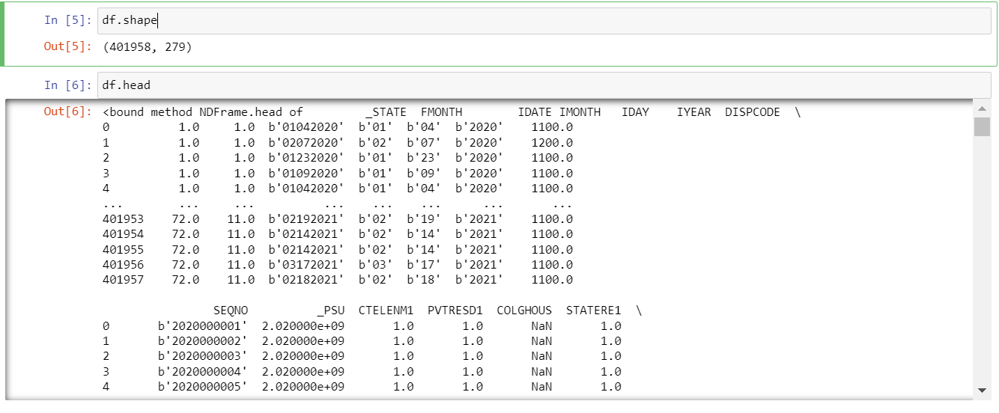 In [5]: df.shape
Out[5]: (401958, 279)
In [6]: df.head
Out[6]: <bound method NDFrame.head of         _STATE  FMONTH        IDATE IMONTH   IDAY    IYEAR  DISPCODE  \
0          1.0     1.0  b'01042020'  b'01'  b'04'  b'2020'    1100.0
1          1.0     1.0  b'02072020'  b'02'  b'07'  b'2020'    1200.0
2          1.0     1.0  b'01232020'  b'01'  b'23'  b'2020'    1100.0
3          1.0     1.0  b'01092020'  b'01'  b'09'  b'2020'    1100.0
4          1.0     1.0  b'01042020'  b'01'  b'04'  b'2020'    1100.0
...        ...     ...          ...    ...    ...      ...       ...
401953    72.0    11.0  b'02192021'  b'02'  b'19'  b'2021'    1100.0
401954    72.0    11.0  b'02142021'  b'02'  b'14'  b'2021'    1100.0
401955    72.0    11.0  b'02142021'  b'02'  b'14'  b'2021'    1100.0
401956    72.0    11.0  b'03172021'  b'03'  b'17'  b'2021'    1100.0
401957    72.0    11.0  b'02182021'  b'02'  b'18'  b'2021'    1100.0
SEQNO          _PSU  CTELENM1  PVTRESD1  COLGHOUS  STATERE1  \
0       b'2020000001'  2.020000e+09       1.0       1.0       NaN       1.0
1       b'2020000002'  2.020000e+09       1.0       1.0       NaN       1.0
2       b'2020000003'  2.020000e+09       1.0       1.0       NaN       1.0
3       b'2020000004'  2.020000e+09       1.0       1.0       NaN       1.0
4       b'2020000005'  2.020000e+09       1.0       1.0       NaN       1.0